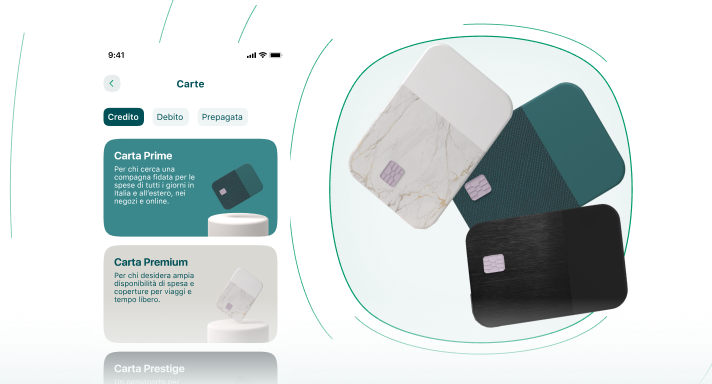 9:41
Carte
Credito
Debito
Prepagata
Carta Prime
Per chi cerca una
compagna fidata per le
spese di tutti i giorni in
Italia e all'estero, nei
negozi e online.
Carta Premium
Per chi desidera ampia
disponibilità di spesa e
coperture per viaggi e
tempo libero.
Carta Prestige